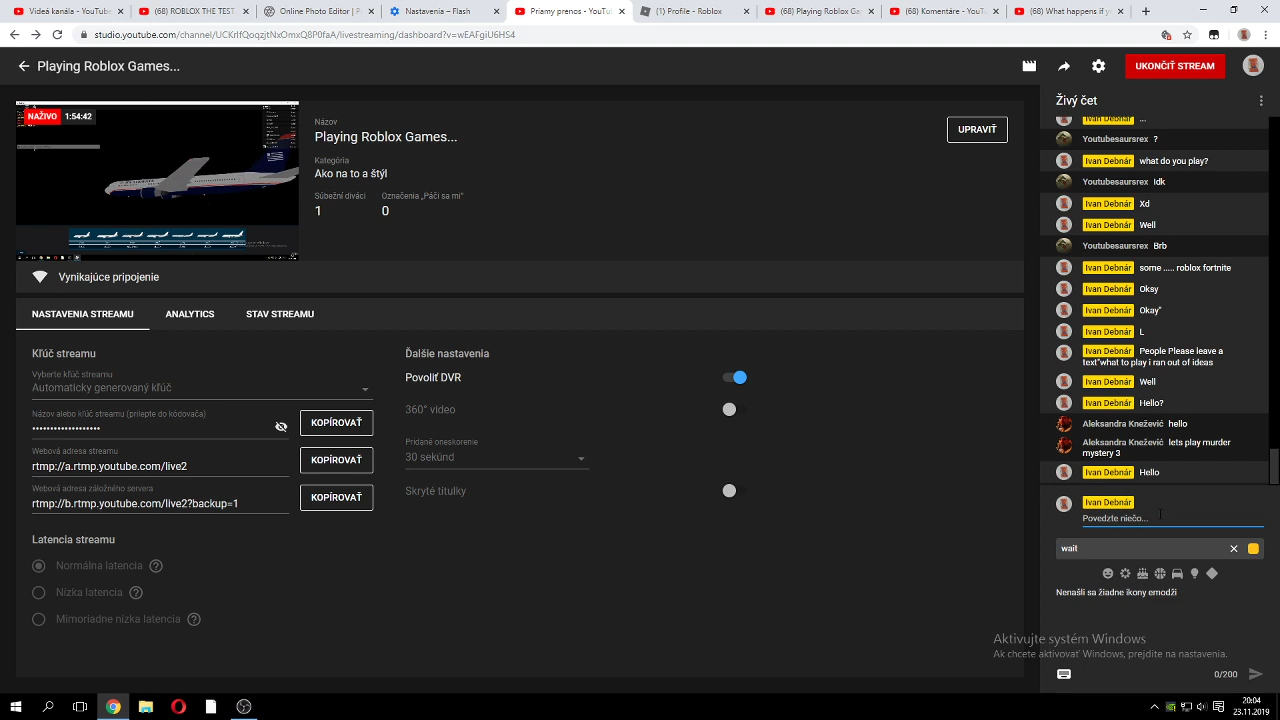 Videá kanála
(68) ROBLOX THE TEST
Online Photo Editor | P
Nastavenia – Flash
Priamy prenos - YouTu
(1) Profile - Roblox
(68) Playing Roblox Gam
(68) Komentáre - YouTu
(68) What happens if yo
studio.youtube.com/channel/UCKrIfQoqzjtNxOmxQ8P0faA/livestreaming/dashboard?v=wEAFgiU6HS4
Playing Roblox Games...
UKONČIŤ STREAM
NAŽIVO 1:54:42
Názov
Playing Roblox Games...
UPRAVIŤ
Kategória
Ako na to a štýl
Súbežní diváci Označenia „Páči sa mi"
1 0
Vynikajúce pripojenie
NASTAVENIA STREAMU ANALYTICS STAV STREAMU
Kľúč streamu
Vyberte kľúč streamu
Automaticky generovaný kľúč
Názov alebo kľúč streamu (prilepte do kódovača)
•••••••••••••••••••
KOPÍROVAŤ
Webová adresa streamu
rtmp://a.rtmp.youtube.com/live2
KOPÍROVAŤ
Webová adresa záložného servera
rtmp://b.rtmp.youtube.com/live2?backup=1
KOPÍROVAŤ
Latencia streamu
Normálna latencia
Nízka latencia
Mimoriadne nízka latencia
Ďalšie nastavenia
Povoliť DVR
360° video
Pridané oneskorenie
30 sekúnd
Skryté titulky
Živý čet
Ivan Debnár ...
Youtubesaursrex ?
Ivan Debnár what do you play?
Youtubesaursrex Idk
Ivan Debnár Xd
Ivan Debnár Well
Youtubesaursrex Brb
Ivan Debnár some ..... roblox fortnite
Ivan Debnár Oksy
Ivan Debnár Okay"
Ivan Debnár L
Ivan Debnár People Please leave a
text"what to play i ran out of ideas
Ivan Debnár Well
Ivan Debnár Hello?
Aleksandra Knežević hello
Aleksandra Knežević lets play murder
mystery 3
Ivan Debnár Hello
Ivan Debnár
Povedzte niečo...
wait
Nenašli sa žiadne ikony emodži
Aktivujte systém Windows
Ak chcete aktivovať Windows, prejdite na nastavenia.
0/200
20:04
23.11.2019